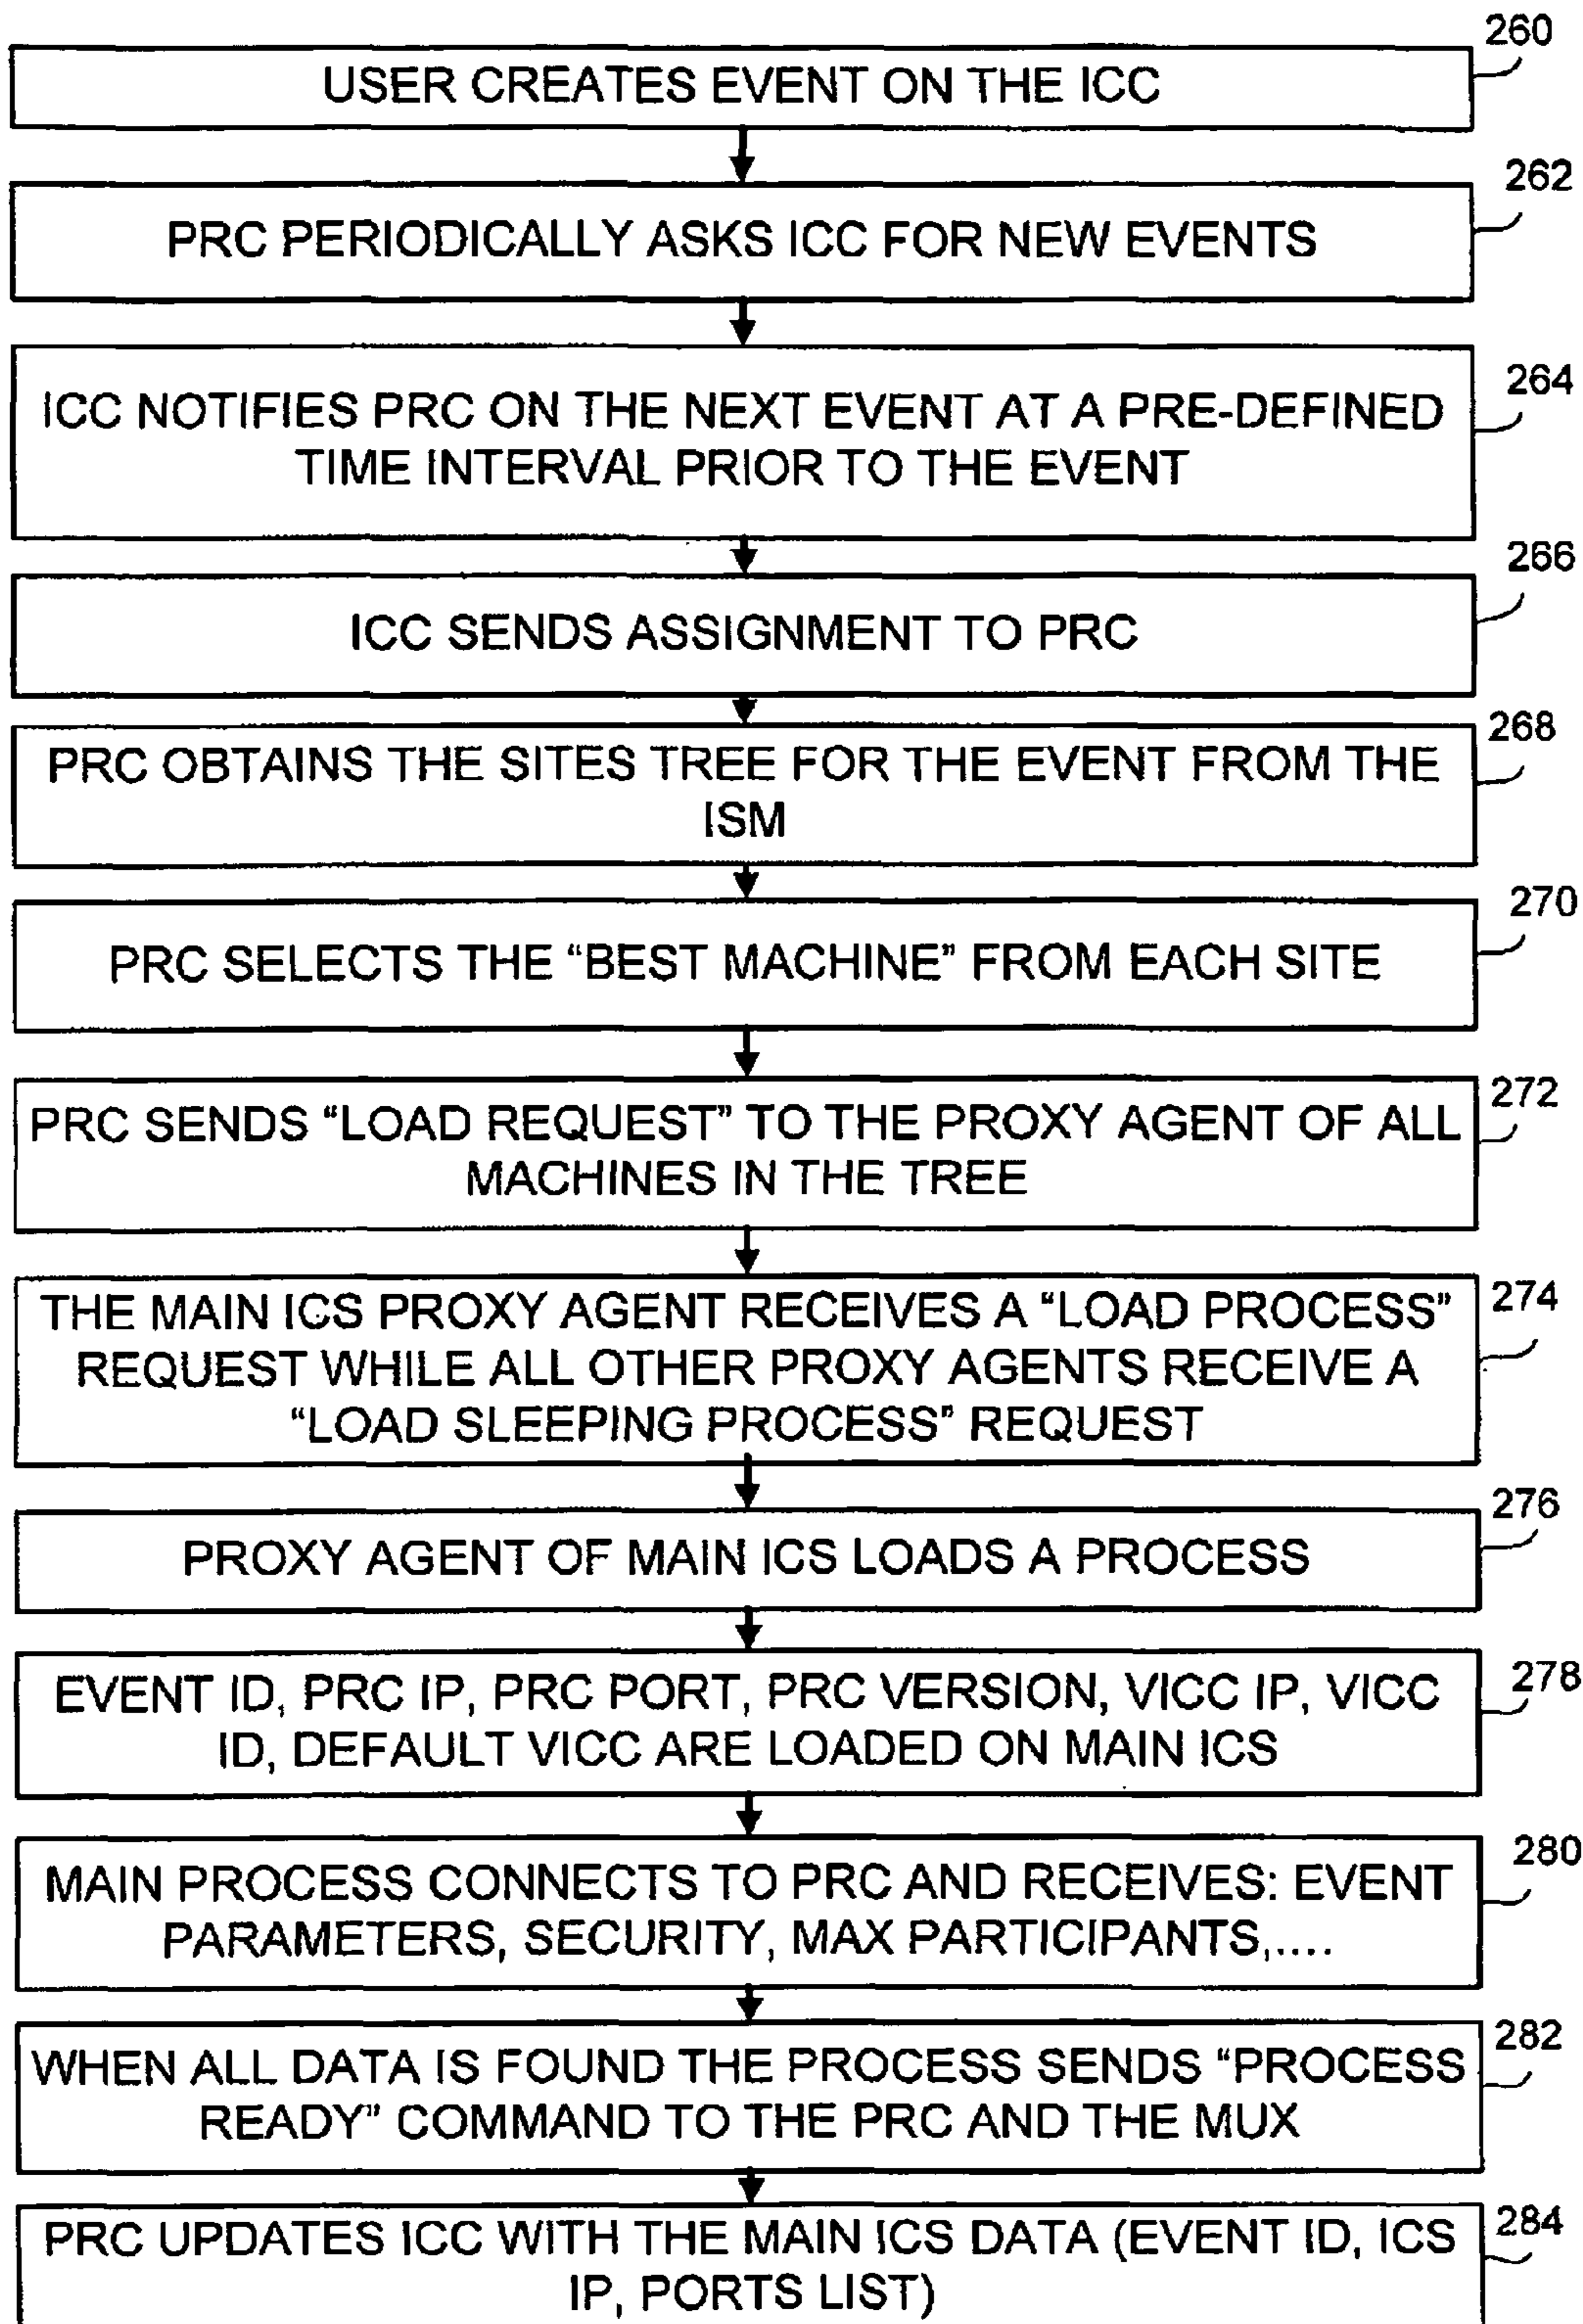 260
USER CREATES EVENT ON THE ICC
262
PRC PERIODICALLY ASKS ICC FOR NEW EVENTS
264
ICC NOTIFIES PRC ON THE NEXT EVENT AT A PRE-DEFINED
TIME INTERVAL PRIOR TO THE EVENT
266
ICC SENDS ASSIGNMENT TO PRC
268
PRC OBTAINS THE SITES TREE FOR THE EVENT FROM THE
ISM
270
PRC SELECTS THE “BEST MACHINE” FROM EACH SITE
272
PRC SENDS “LOAD REQUEST” TO THE PROXY AGENT OF ALL
MACHINES IN THE TREE
274
THE MAIN ICS PROXY AGENT RECEIVES A “LOAD PROCESS”
REQUEST WHILE ALL OTHER PROXY AGENTS RECEIVE A
“LOAD SLEEPING PROCESS” REQUEST
276
PROXY AGENT OF MAIN ICS LOADS A PROCESS
278
EVENT ID, PRC IP, PRC PORT, PRC VERSION, VICC IP, VICC
ID, DEFAULT VICC ARE LOADED ON MAIN ICS
280
MAIN PROCESS CONNECTS TO PRC AND RECEIVES: EVENT
PARAMETERS, SECURITY, MAX PARTICIPANTS,....
282
WHEN ALL DATA IS FOUND THE PROCESS SENDS “PROCESS
READY” COMMAND TO THE PRC AND THE MUX
284
PRC UPDATES ICC WITH THE MAIN ICS DATA (EVENT ID, ICS
IP, PORTS LIST)